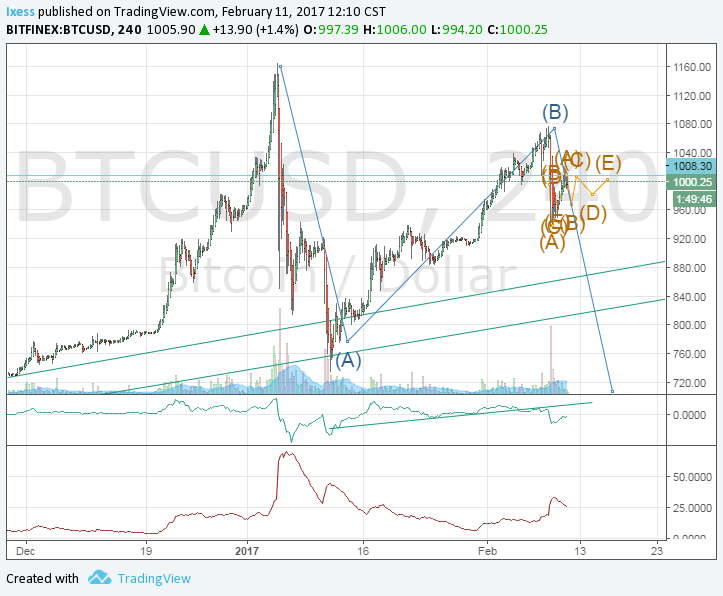 Ixess published on TradingView.com, February 11, 2017 12:10 CST
BITFINEX:BTCUSD, 240 1005.90 ▲ +13.90 (+1.4%) O:997.39 H:1006.00 L:994.20 C:1000.25
BTCUSD, 240
Bitcoin / Dollar
1160.00
1120.00
1080.00
1040.00
1008.30
1000.25
1:49:46
960.00
920.00
880.00
840.00
800.00
760.00
720.00
(B)
(A)
(C)
(E)
(B)
(D)
(B)
(A)
(A)
0.0000
50.0000
25.0000
0.0000
Dec 19 2017 16 Feb 13 23
Created with TradingView